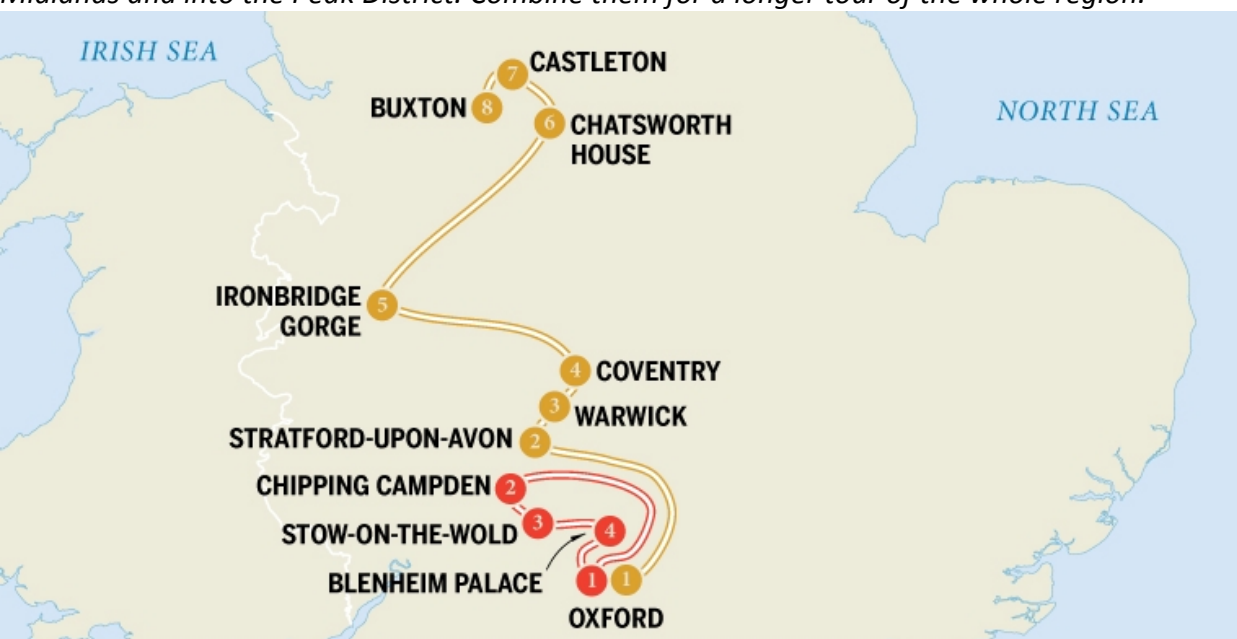 Midlands and into the Peak District. Combine them for a longer tour of the whole region.
IRISH SEA
7
CASTLETON
BUXTON 8
NORTH SEA
6 CHATSWORTH
HOUSE
IRONBRIDGE
GORGE
5
4 COVENTRY
3 WARWICK
STRATFORD-UPON-AVON 2
CHIPPING CAMPDEN 2
STOW-ON-THE-WOLD 3
4
BLENHEIM PALACE
1 1
OXFORD